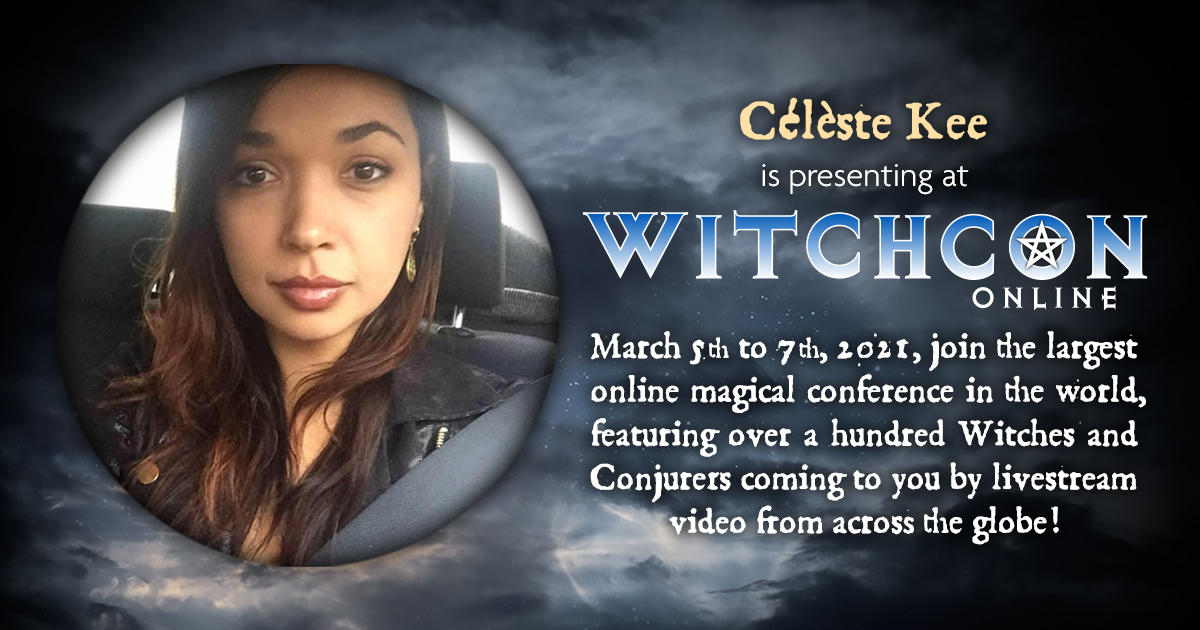 Célèste Kee
is presenting at
WITCHCON
ONLINE
March 5th to 7th, 2021, join the largest
online magical conference in the world,
featuring over a hundred Witches and
Conjurers coming to you by livestream
video from across the globe!